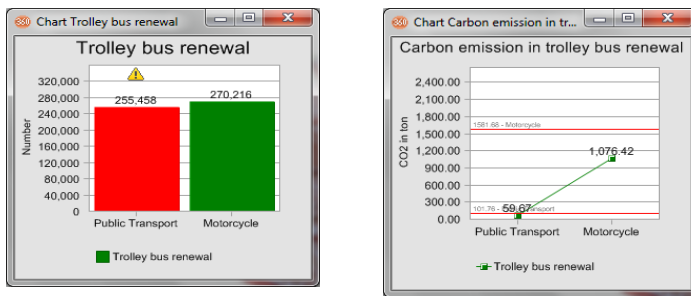 Chart Trolley bus renewal
Trolley bus renewal
320,000
280,000
240,000
200,000
160,000
120,000
80,000
40,000
0
Number
255,458
270,216
Public Transport Motorcycle
Trolley bus renewal
360 Chart Carbon emission in tr...
Carbon emission in trolley bus renewal
2,400.00
2,100.00
1,800.00
1,500.00
1,200.00
900.00
600.00
300.00
0.00
CO2 in ton
1581.68 - Motorcycle
1,076.42
101.76 -
59.67
Public Transport Motorcycle
Trolley bus renewal